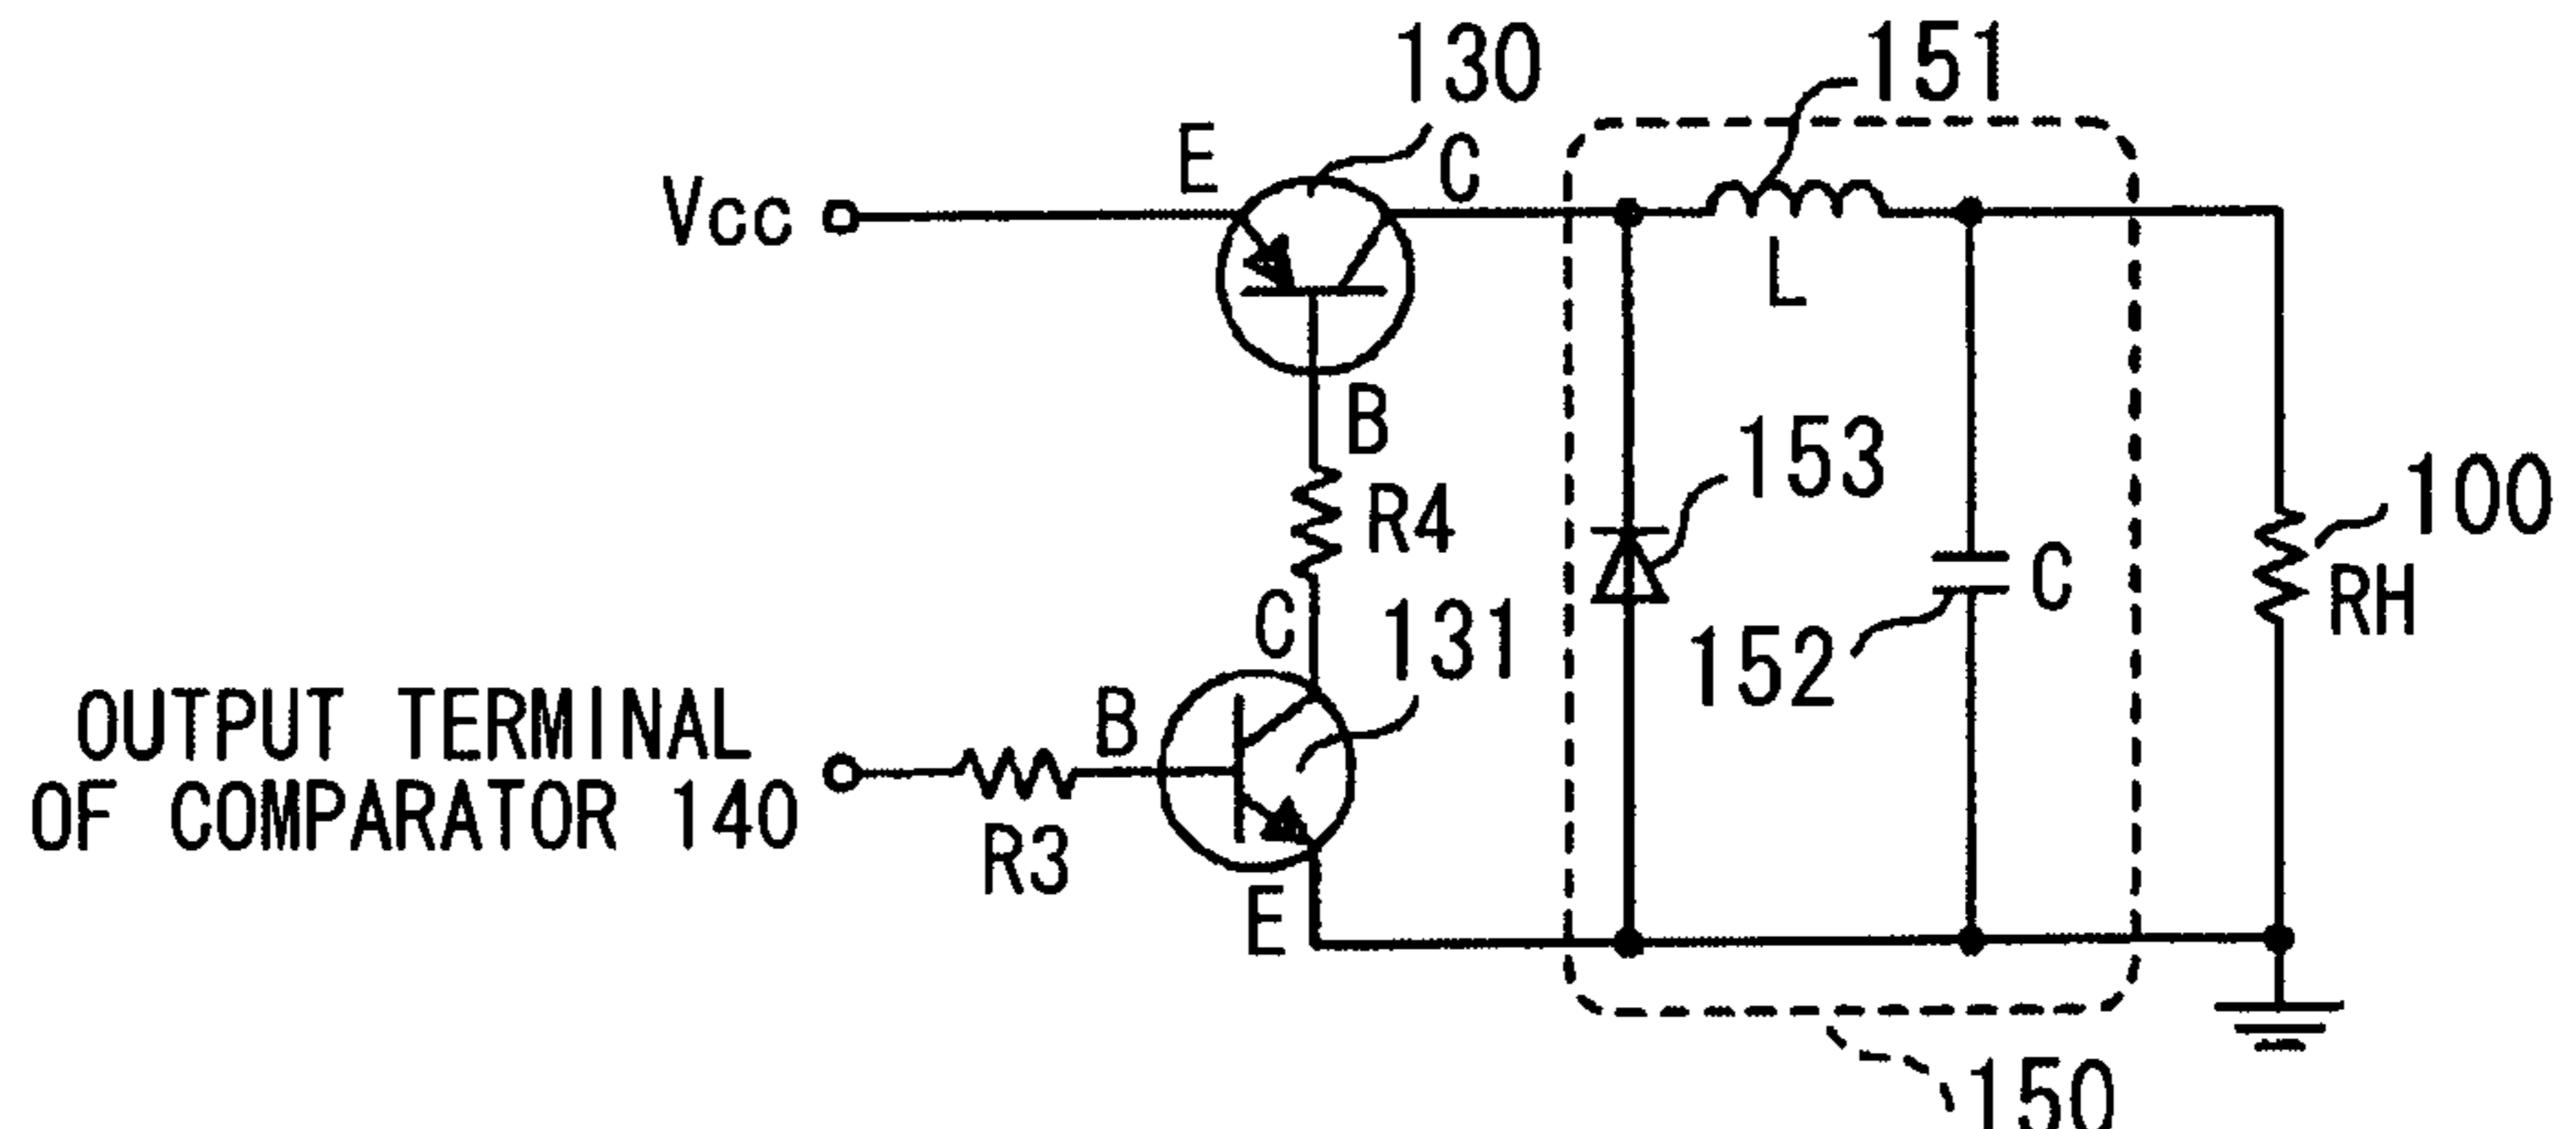 130
151
E
C
Vcc
L
B
153
R4
100
C
C
RH
131
152
OUTPUT TERMINAL
OF COMPARATOR 140
B
R3
E
150